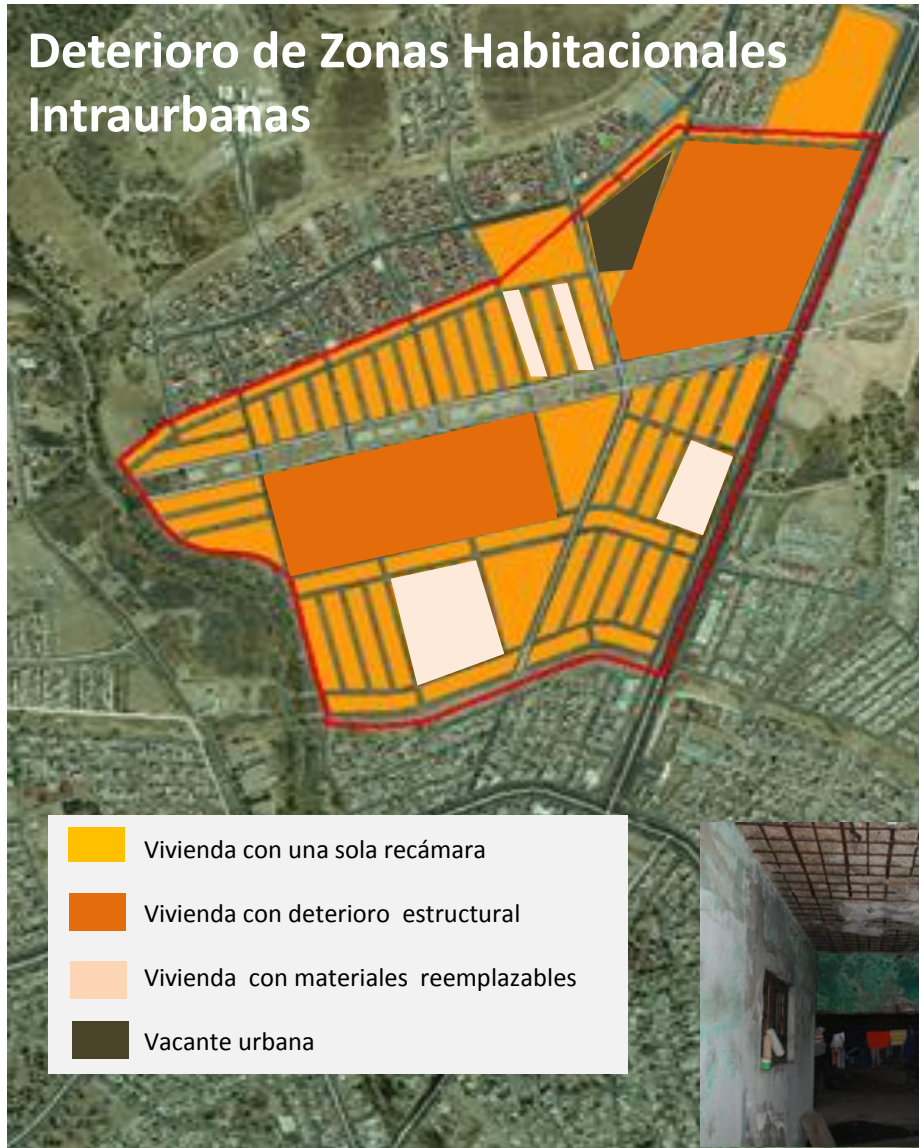 Deterioro de Zonas Habitacionales
Intraurbanas
Vivienda con una sola recámara
Vivienda con deterioro estructural
Vivienda con materiales reemplazables
Vacante urbana